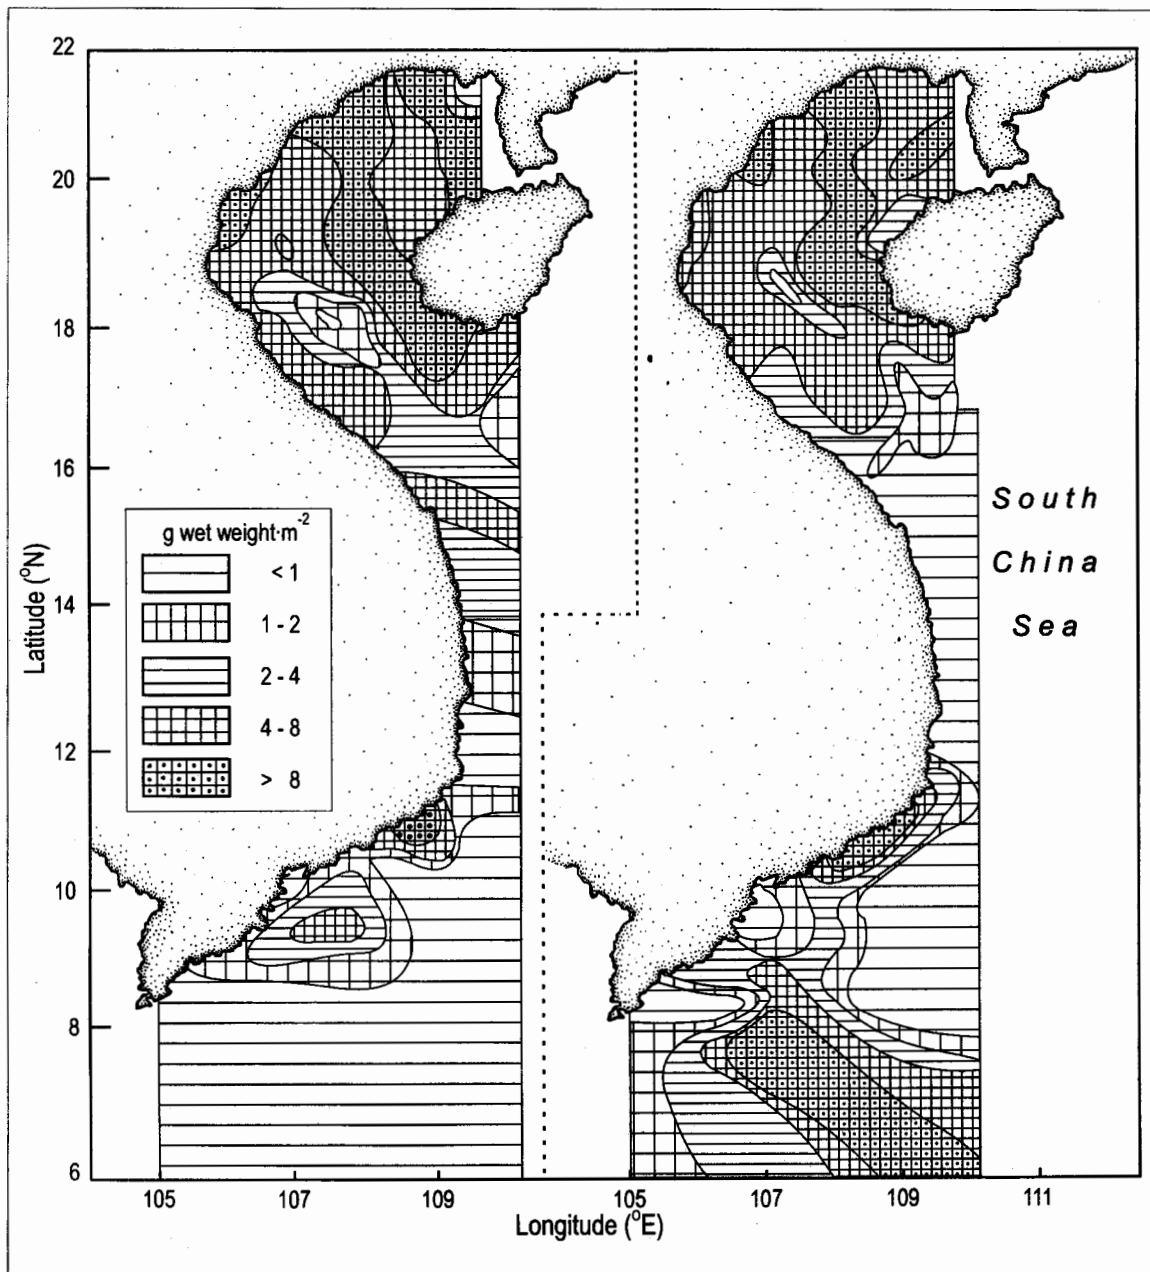 22
20
18
16
14
12
10
8
6
Latitude (°N)
g wet weight·m⁻²
< 1
1 - 2
2 - 4
4 - 8
> 8
South
China
Sea
105
107
109
105
107
109
111
Longitude (°E)